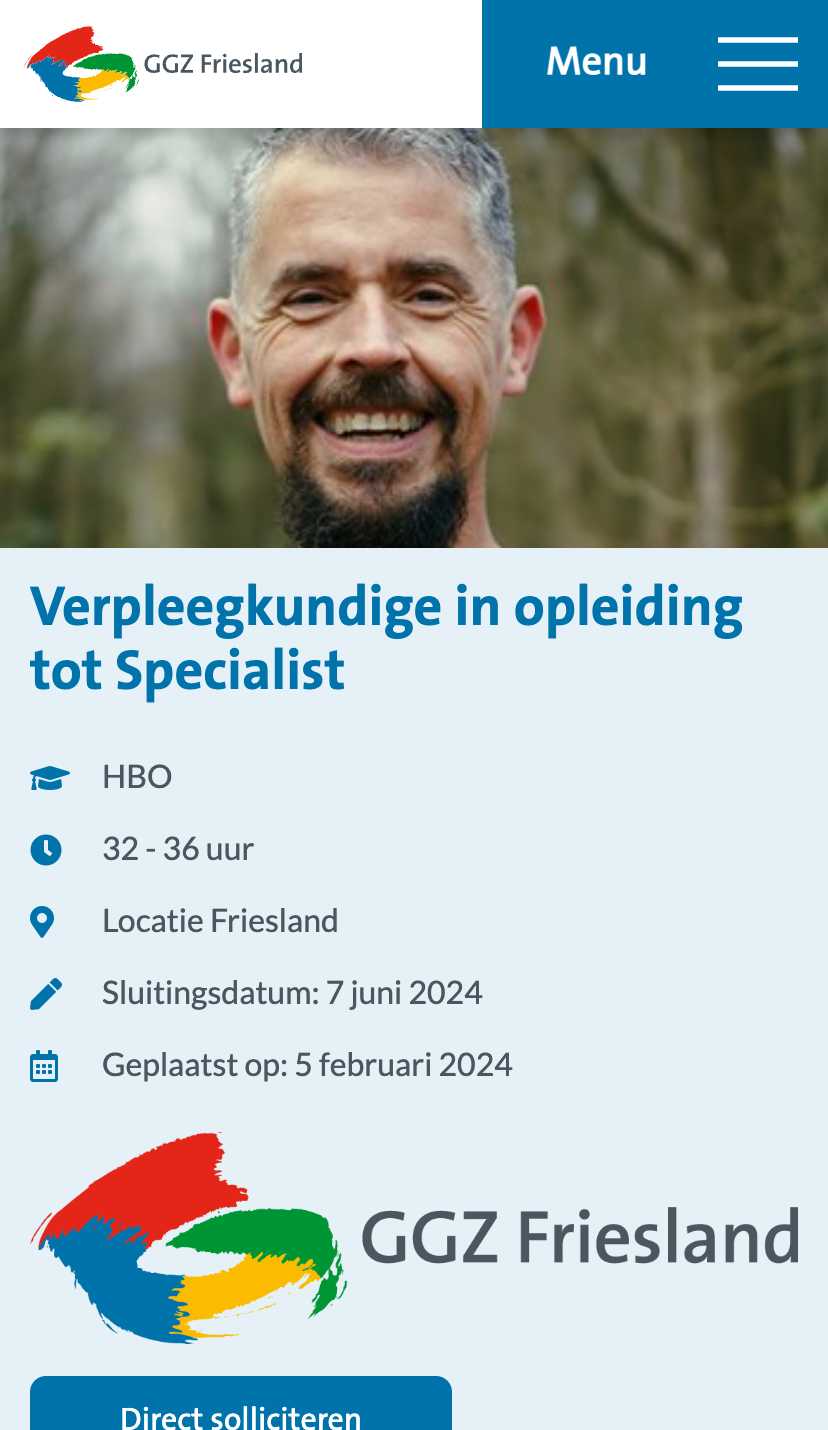 GGZ Friesland
Menu
Verpleegkundige in opleiding
tot Specialist
HBO
32 - 36 uur
Locatie Friesland
Sluitingsdatum: 7 juni 2024
Geplaatst op: 5 februari 2024
GGZ Friesland
Direct solliciteren